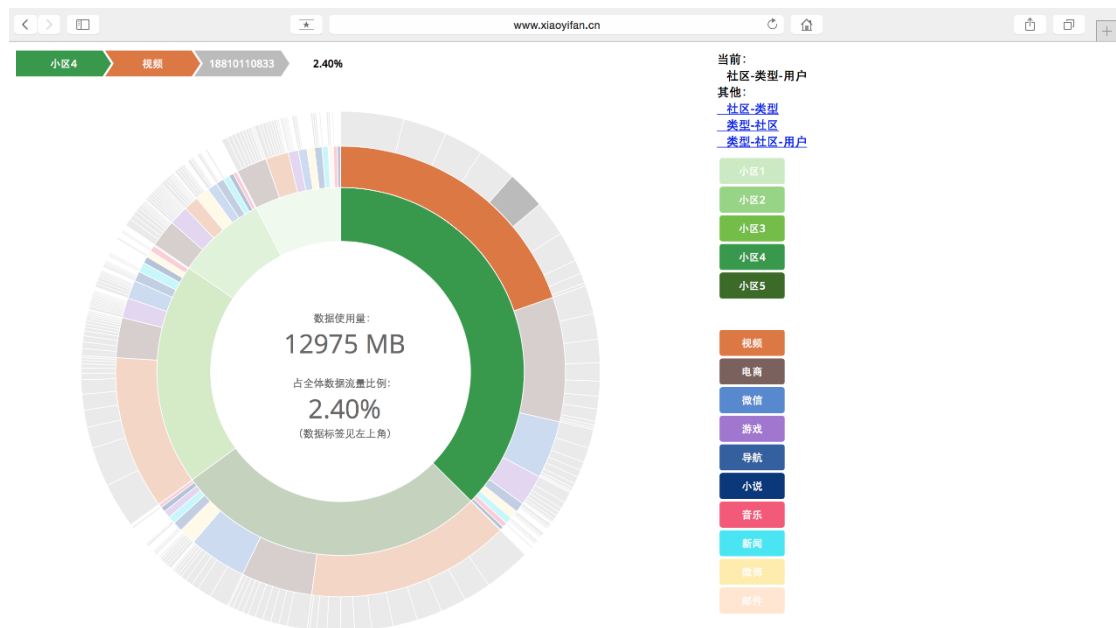 www.xiaoyifan.cn
小区4 视频 18810110833 2.40%
当前：
社区-类型-用户
其他：
社区-类型
类型-社区
类型-社区-用户
小区1
小区2
小区3
小区4
小区5
数据使用量：
12975 MB
占全体数据流量比例：
2.40%
（数据标签见左上角）
视频
电商
微信
游戏
导航
小说
音乐
新闻
邮件